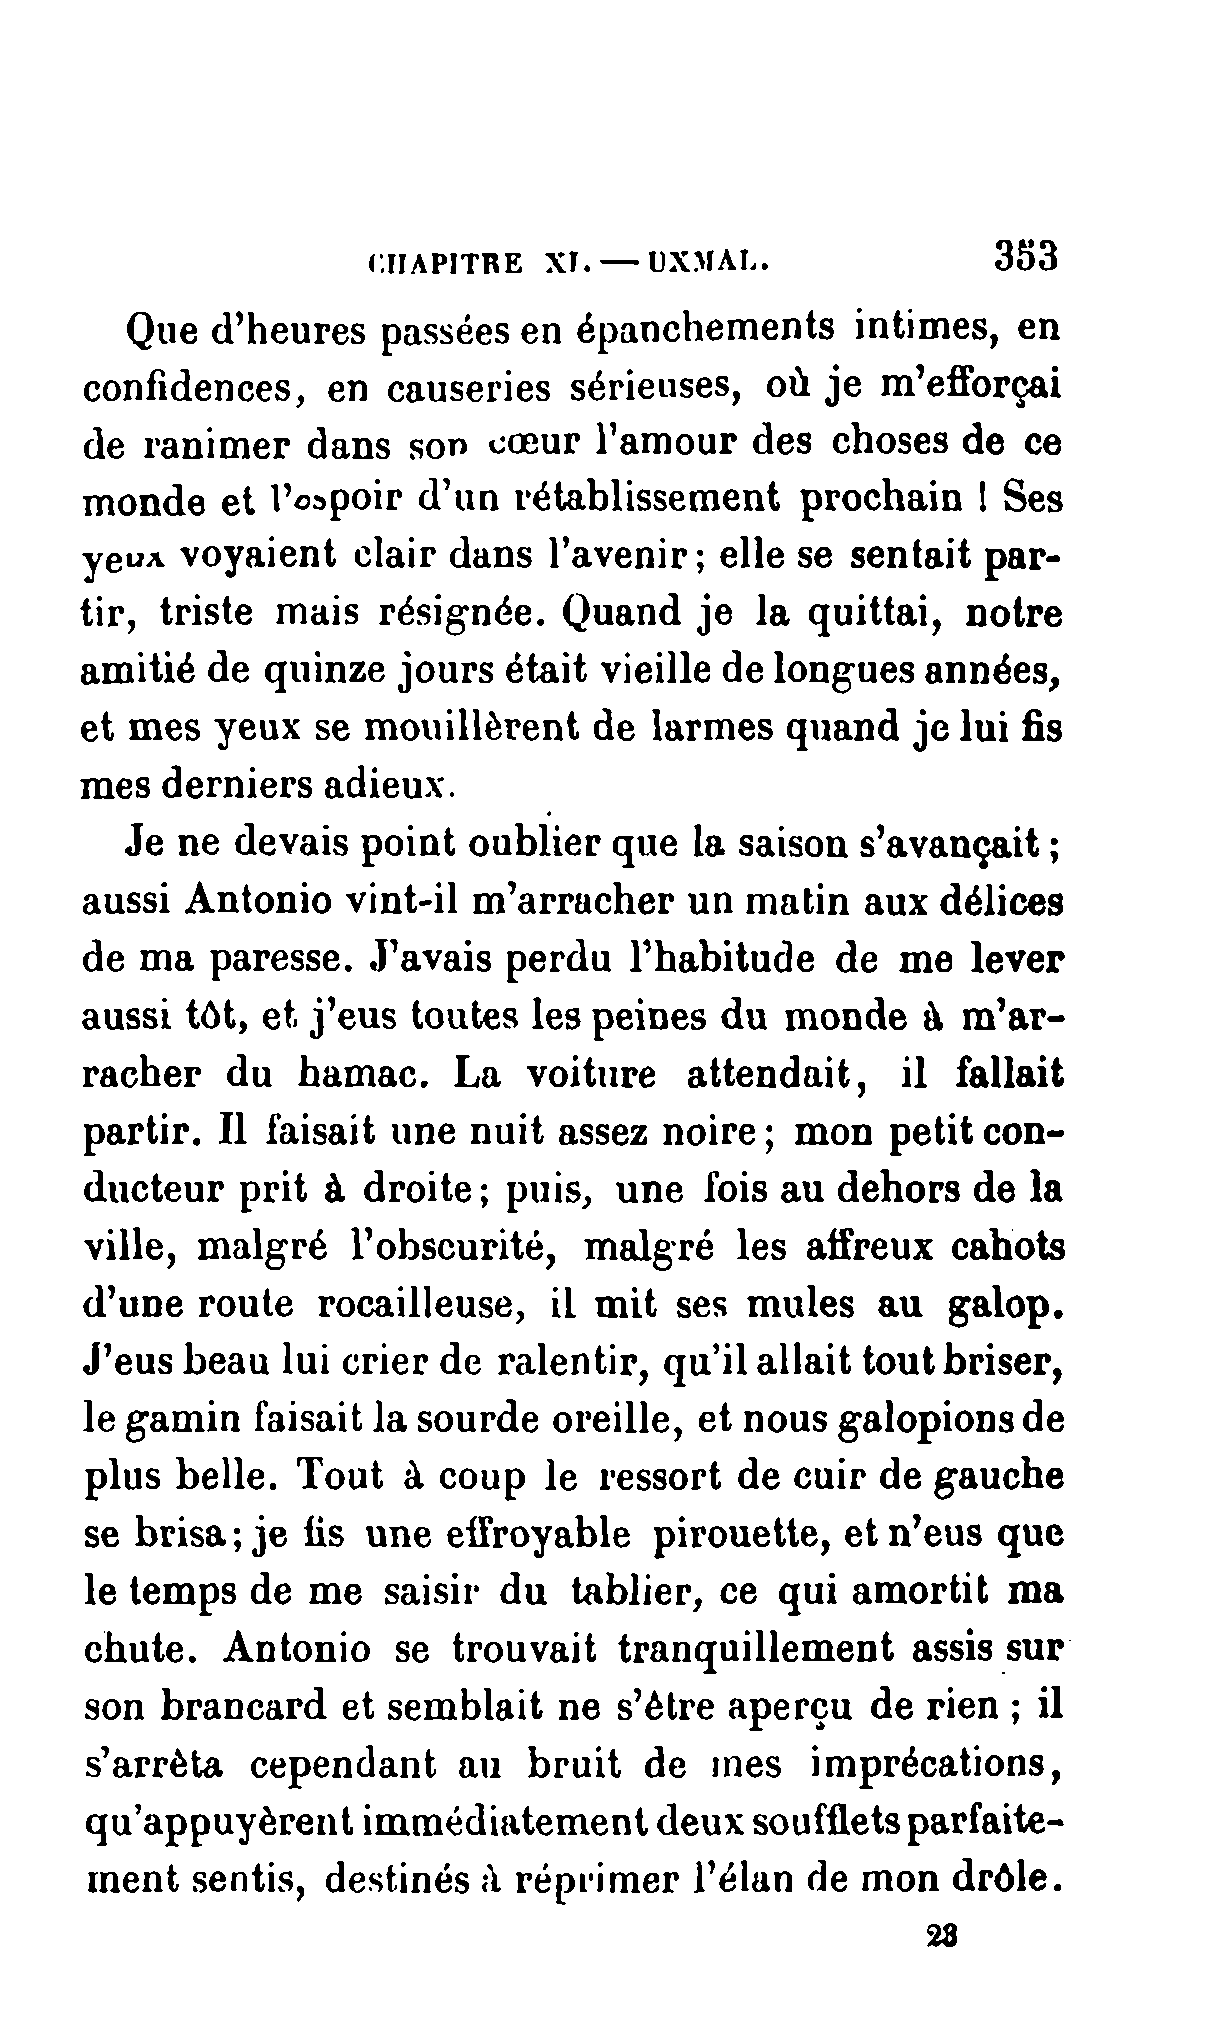 CHAPITRE XI. — UXMAL. 353
Que d'heures passées en épanchements intimes, en
confidences, en causeries sérieuses, où je m'efforçai
de ranimer dans son cœur l'amour des choses de ce
monde et l'espoir d'un rétablissement prochain ! Ses
yeux voyaient clair dans l'avenir ; elle se sentait par-
tir, triste mais résignée. Quand je la quittai, notre
amitié de quinze jours était vieille de longues années,
et mes yeux se mouillèrent de larmes quand je lui fis
mes derniers adieux.
Je ne devais point oublier que la saison s'avançait ;
aussi Antonio vint-il m'arracher un matin aux délices
de ma paresse. J'avais perdu l'habitude de me lever
aussi tôt, et j'eus toutes les peines du monde à m'ar-
racher du hamac. La voiture attendait, il fallait
partir. Il faisait une nuit assez noire ; mon petit con-
ducteur prit à droite ; puis, une fois au dehors de la
ville, malgré l'obscurité, malgré les affreux cahots
d'une route rocailleuse, il mit ses mules au galop.
J'eus beau lui crier de ralentir, qu'il allait tout briser,
le gamin faisait la sourde oreille, et nous galopions de
plus belle. Tout à coup le ressort de cuir de gauche
se brisa ; je fis une effroyable pirouette, et n'eus que
le temps de me saisir du tablier, ce qui amortit ma
chute. Antonio se trouvait tranquillement assis sur
son brancard et semblait ne s'être aperçu de rien ; il
s'arrêta cependant au bruit de mes imprécations,
qu'appuyèrent immédiatement deux soufflets parfaite-
ment sentis, destinés à réprimer l'élan de mon drôle.
23